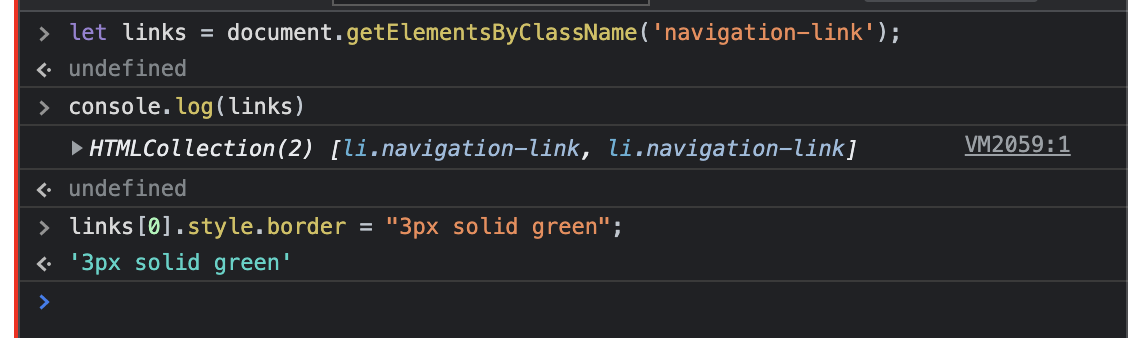 > let links = document.getElementsByClassName('navigation-link');
<· undefined
> console.log(links)
▶ HTMLCollection(2) [li.navigation-link, li.navigation-link] VM2059:1
<· undefined
> links[0].style.border = "3px solid green";
<· '3px solid green'
>